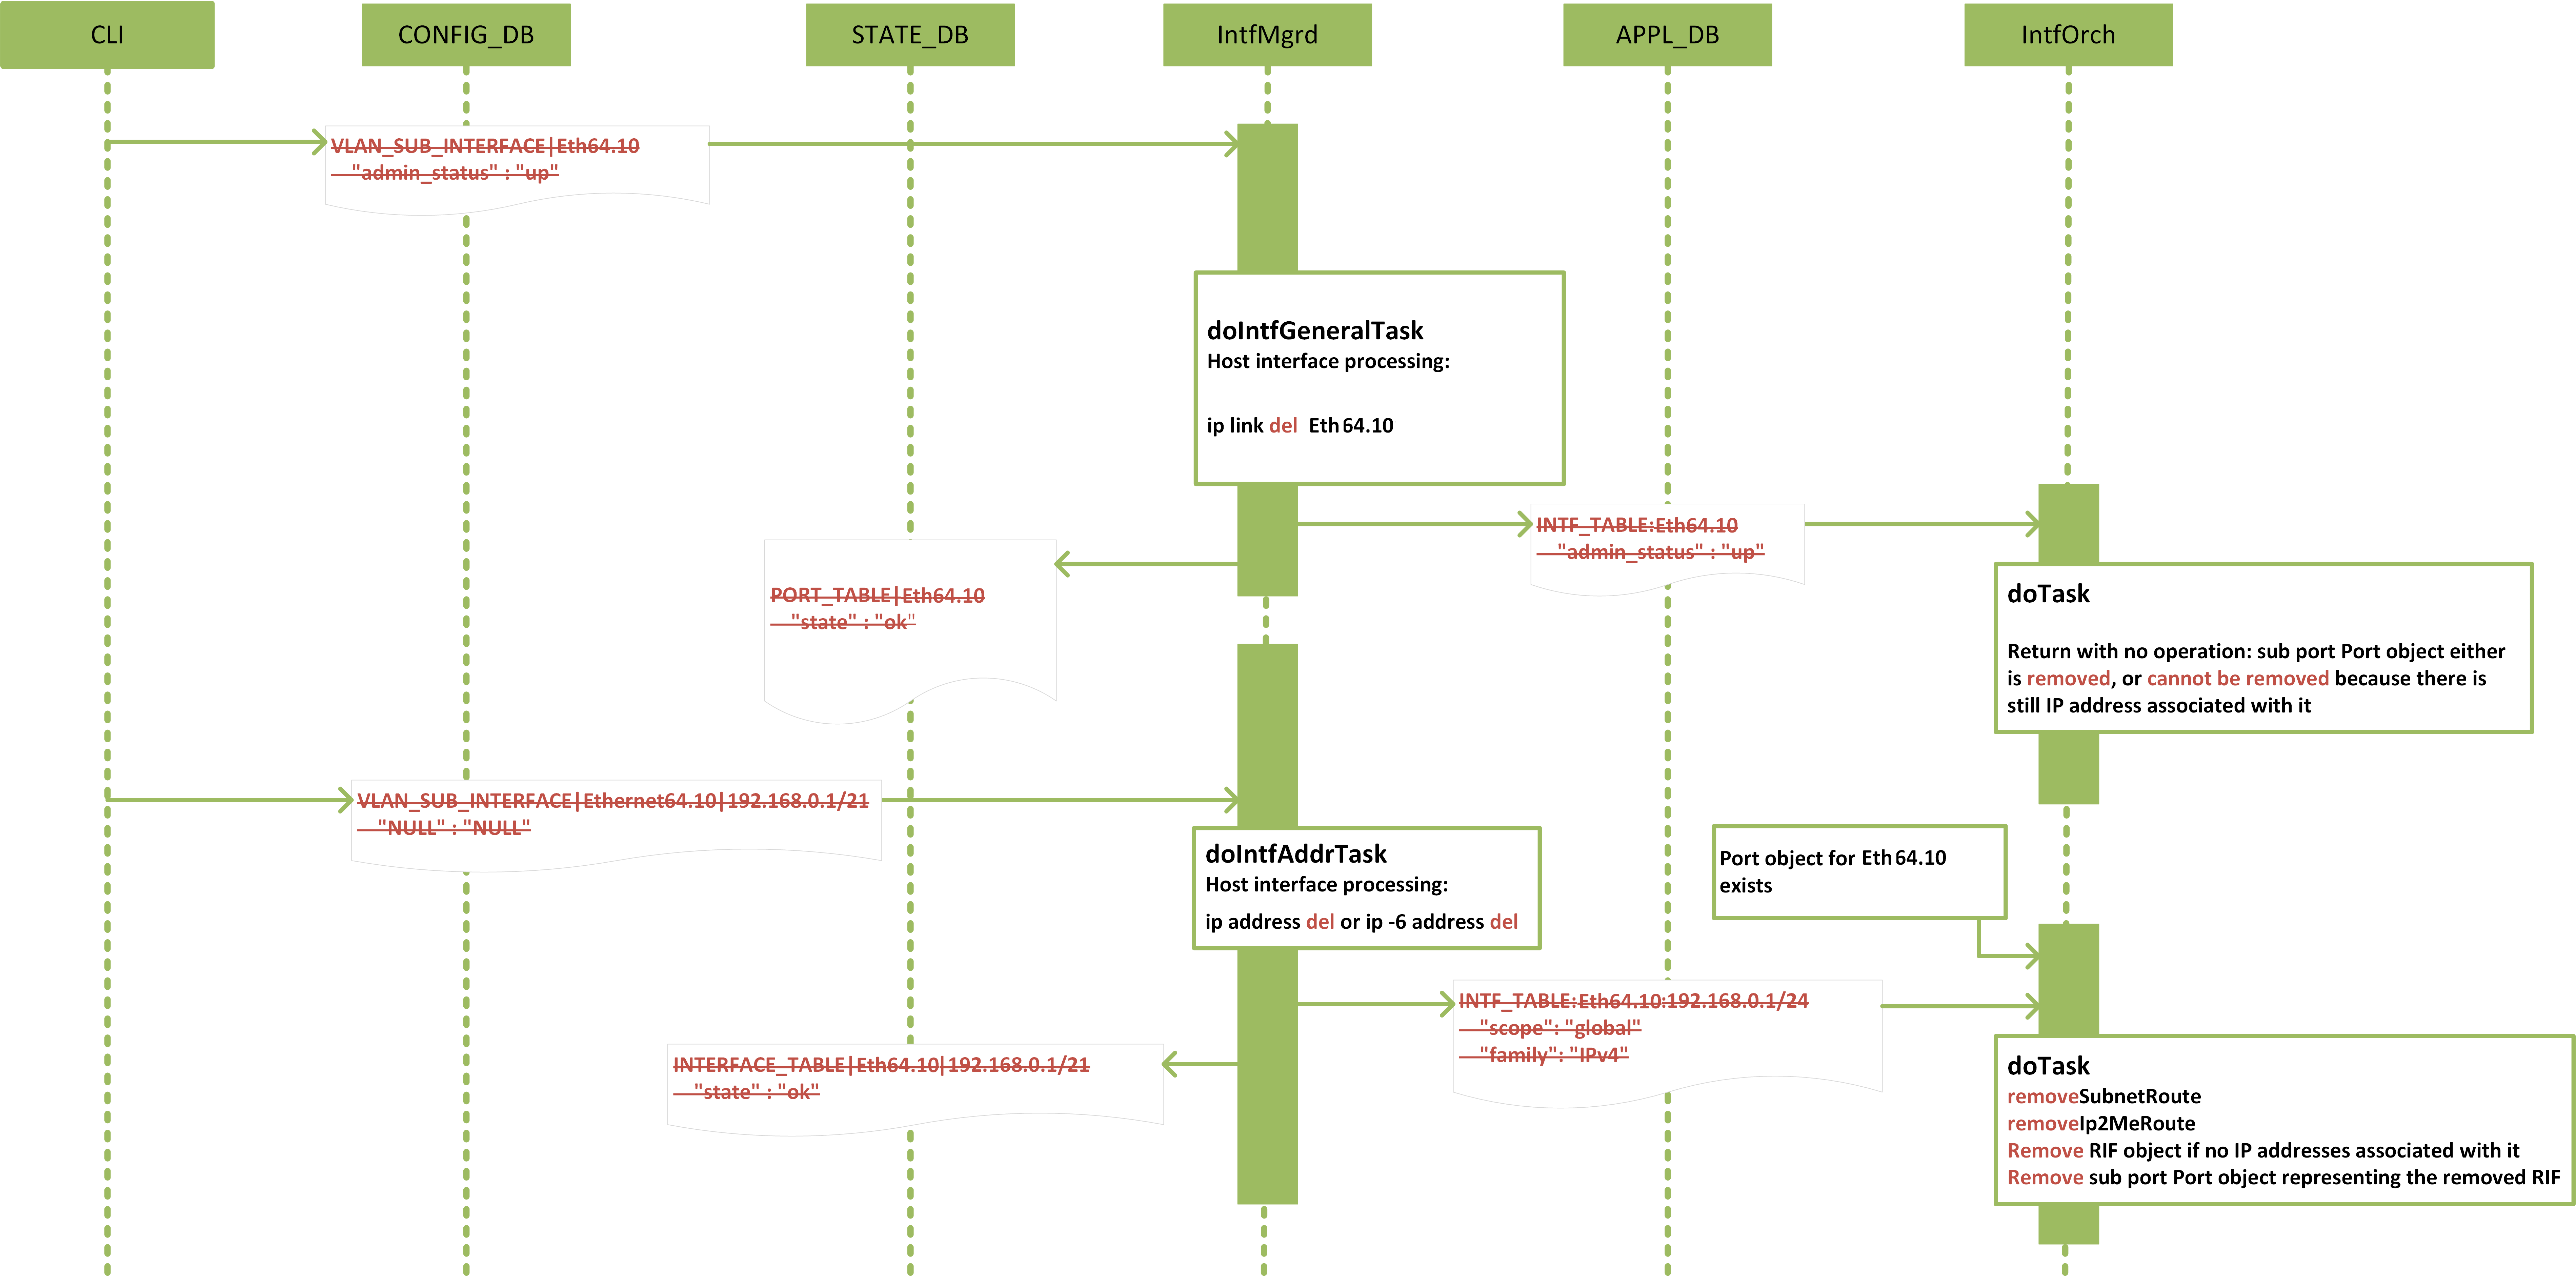 CLI
CONFIG_DB
STATE_DB
IntfMgrd
APPL_DB
IntfOrch
VLAN_SUB_INTERFACE|Eth64.10
"admin_status" : "up"
doIntfGeneralTask
Host interface processing:
ip link del Eth64.10
INTF_TABLE:Eth64.10
"admin_status" : "up"
PORT_TABLE|Eth64.10
"state" : "ok"
doTask
Return with no operation: sub port Port object either
is removed, or cannot be removed because there is
still IP address associated with it
VLAN_SUB_INTERFACE|Ethernet64.10|192.168.0.1/21
"NULL" : "NULL"
doIntfAddrTask
Host interface processing:
ip address del or ip -6 address del
Port object for Eth64.10
exists
INTF_TABLE:Eth64.10:192.168.0.1/24
"scope": "global"
"family": "IPv4"
INTERFACE_TABLE|Eth64.10|192.168.0.1/21
"state" : "ok"
doTask
removeSubnetRoute
removeIp2MeRoute
Remove RIF object if no IP addresses associated with it
Remove sub port Port object representing the removed RIF